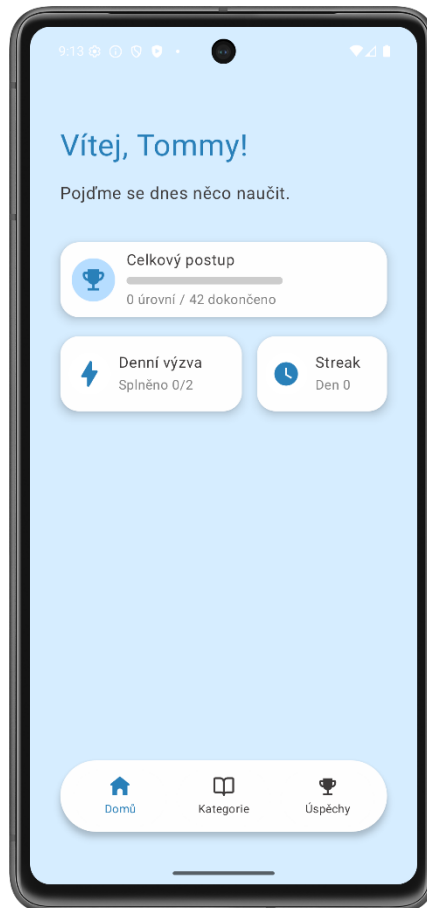 9:13
Vítej, Tommy!
Pojďme se dnes něco naučit.
Celkový postup
0 úrovní / 42 dokončeno
Denní výzva
Splněno 0/2
Streak
Den 0
Domů
Kategorie
Úspěchy